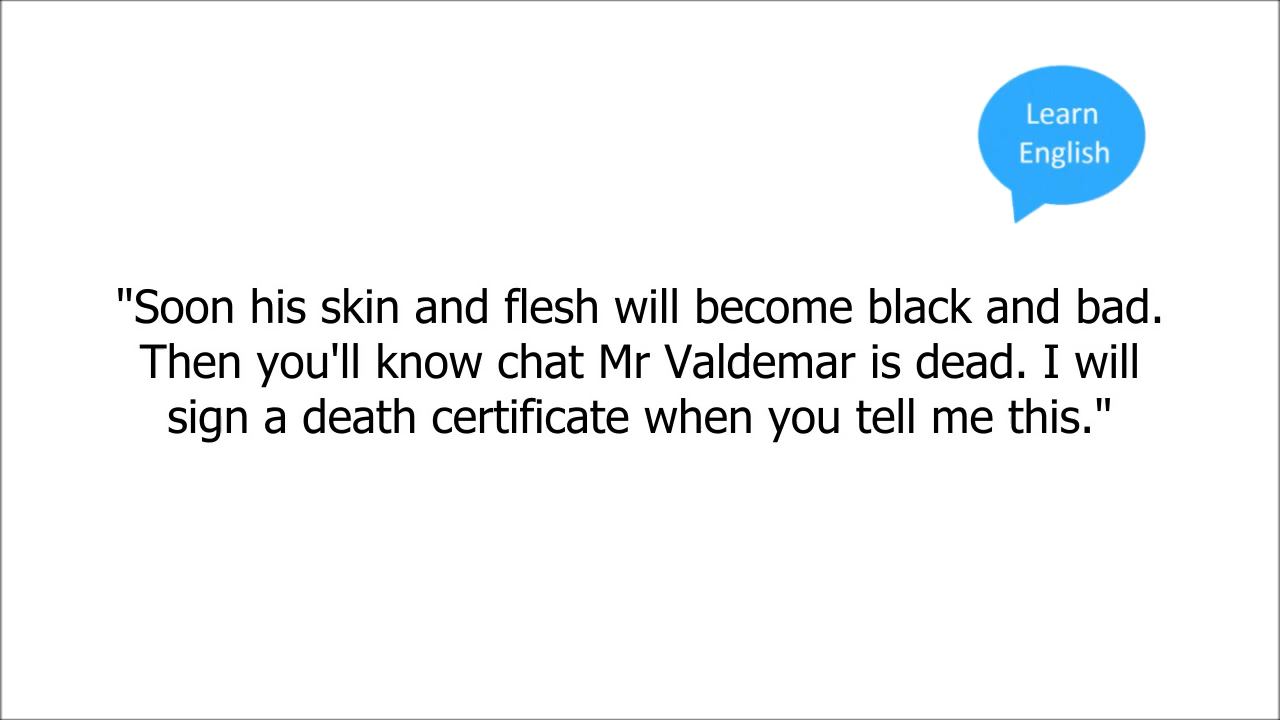 Learn
English
"Soon his skin and flesh will become black and bad.
Then you'll know chat Mr Valdemar is dead. I will
sign a death certificate when you tell me this."